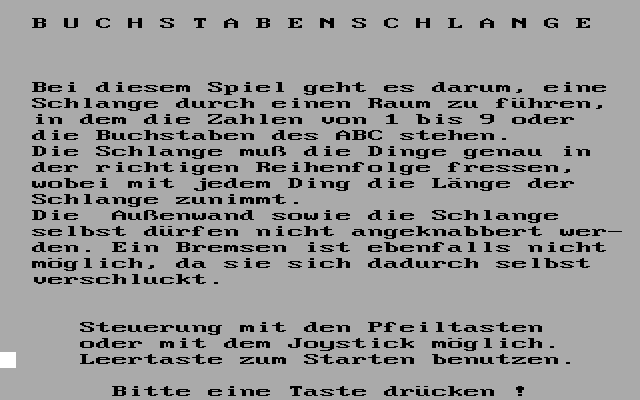 B U C H S T A B E N S C H L A N G E
Bei diesem Spiel geht es darum, eine
Schlange durch einen Raum zu führen,
in dem die Zahlen von 1 bis 9 oder
die Buchstaben des ABC stehen.
Die Schlange muß die Dinge genau in
der richtigen Reihenfolge fressen,
wobei mit jedem Ding die Länge der
Schlange zunimmt.
Die  Außenwand sowie die Schlange
selbst dürfen nicht angeknabbert wer-
den. Ein Bremsen ist ebenfalls nicht
möglich, da sie sich dadurch selbst
verschluckt.
Steuerung mit den Pfeiltasten
oder mit dem Joystick möglich.
Leertaste zum Starten benutzen.
Bitte eine Taste drücken !